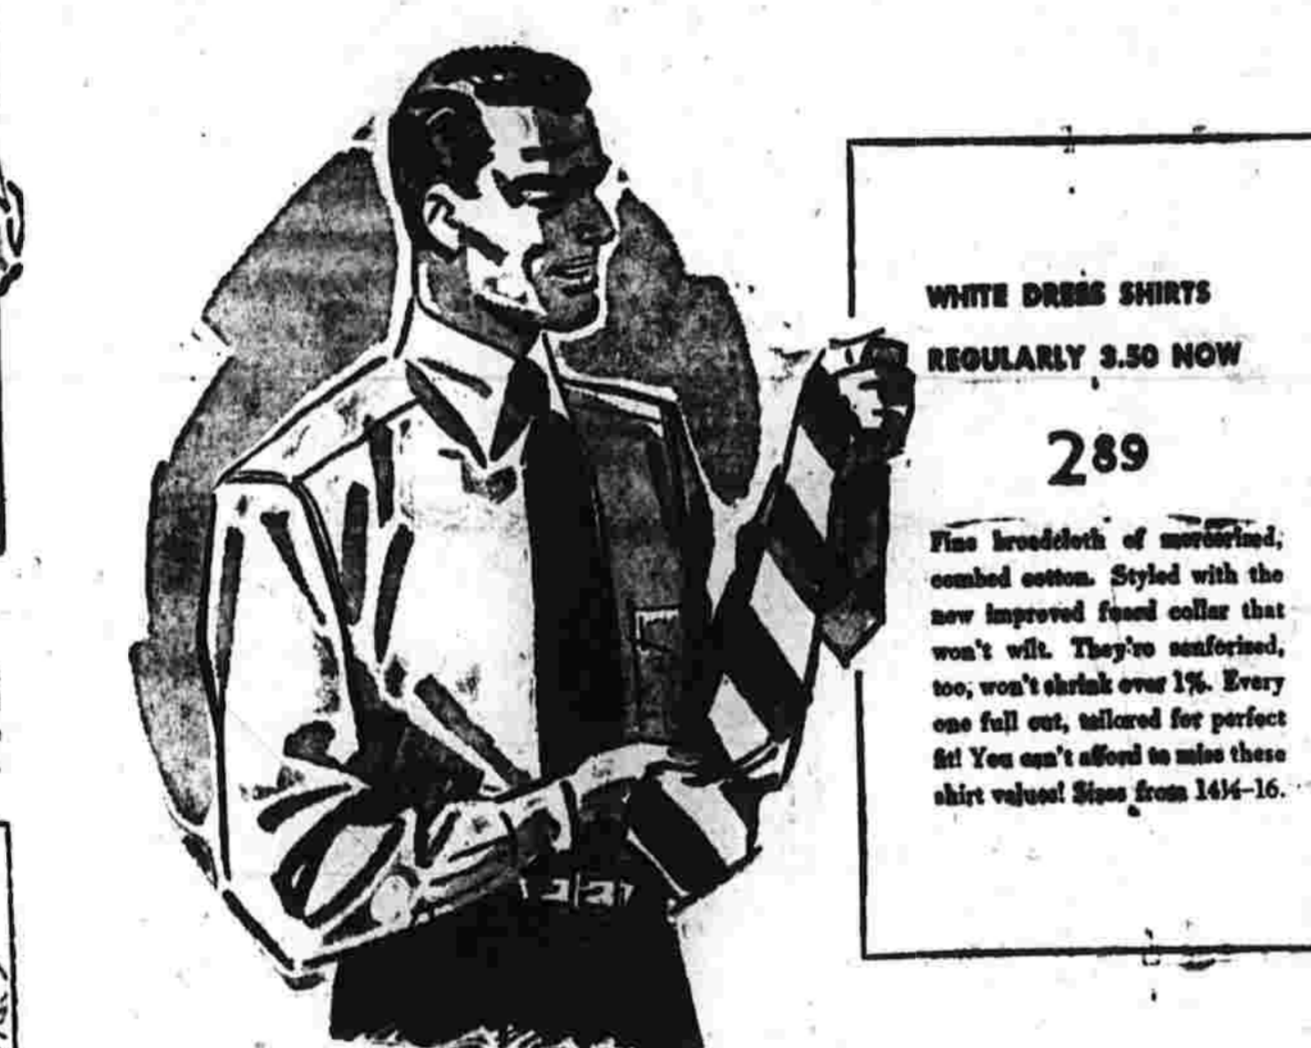 WHITE DRESS SHIRTS
REGULARLY 3.50 NOW
2 89
Fine broadcloth of mercerized,
combed cotton. Styled with the
new improved fused collar that
won't wilt. They're sanforized,
too, won't shrink over 1%. Every
one full cut, tailored for perfect
fit! You can't afford to miss these
shirt values! Sizes from 14½-16.